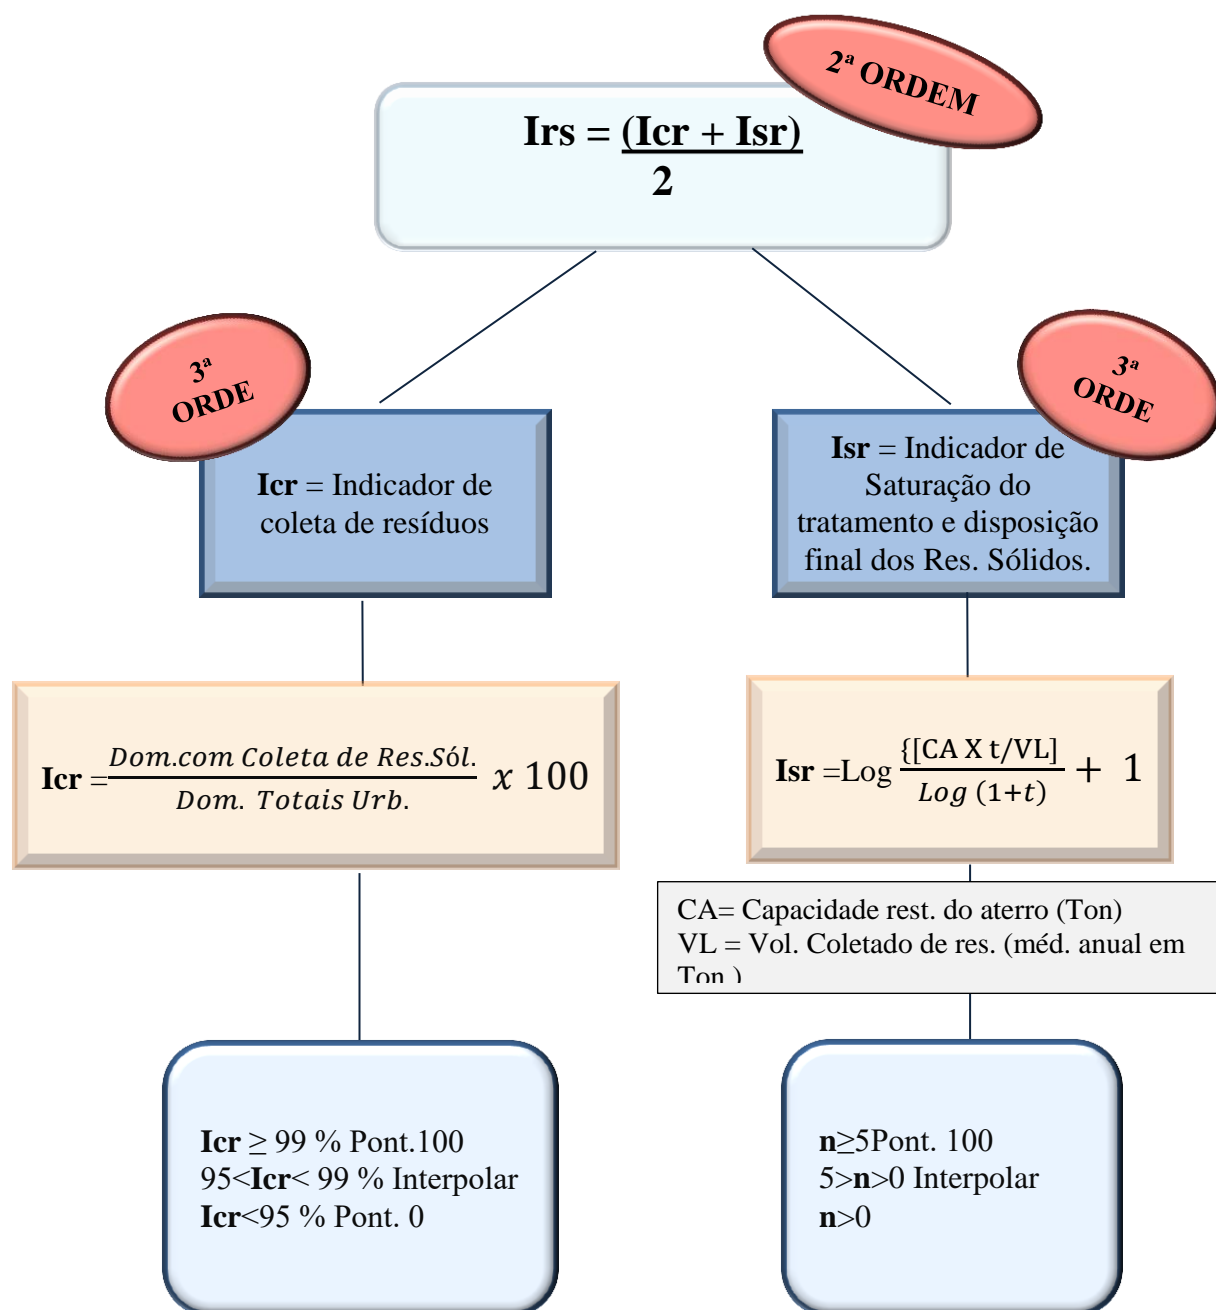 2ª ORDEM
Irs = (Icr + Isr)
2
3ª
ORDE
3ª
ORDE
Icr = Indicador de
coleta de resíduos
Isr = Indicador de
Saturação do
tratamento e disposição
final dos Res. Sólidos.
Icr = Dom.com Coleta de Res.Sól. x 100
Dom. Totais Urb.
Isr =Log {[CA X t/VL] + 1
Log (1+t)
CA= Capacidade rest. do aterro (Ton)
VL = Vol. Coletado de res. (méd. anual em
Ton.)
Icr ≥ 99 % Pont.100
95<Icr< 99 % Interpolar
Icr<95 % Pont. 0
n≥5Pont. 100
5>n>0 Interpolar
n>0